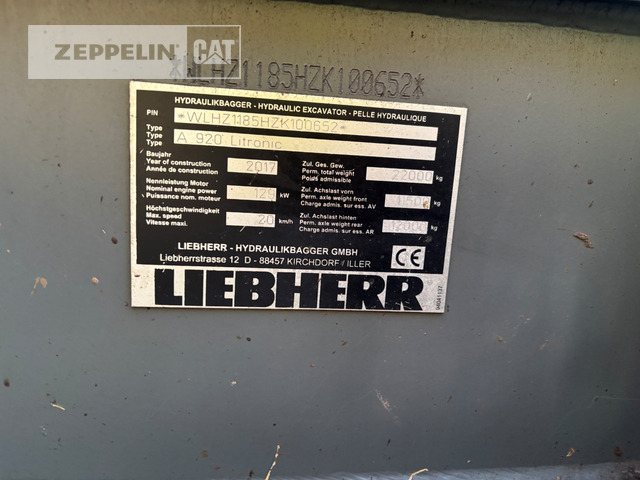 ZEPPELIN CAT
*WLHZ1185HZK100652*
HYDRAULIKBAGGER - HYDRAULIC EXCAVATOR - PELLE HYDRAULIQUE
PIN *WLHZ1185HZK100652*
Type
Type A 920 Litronic
Type
Baujahr
Year of construction 2017
Année de construction
Zul. Ges. Gew.
Perm. total weight 22000 kg
Poids admissible
Nennleistung Motor
Nominal engine power 129 kW
Puissance nom. moteur
Zul. Achslast vorn
Perm. axle weight front 11500 kg
Charge admis. sur ess. AV
Höchstgeschwindigkeit
Max. speed 20 km/h
Vitesse maxi.
Zul. Achslast hinten
Perm. axle weight rear 12000 kg
Charge admis. sur ess. AR
LIEBHERR - HYDRAULIKBAGGER GMBH
Liebherrstrasse 12 D - 88457 KIRCHDORF / ILLER
CE
LIEBHERR